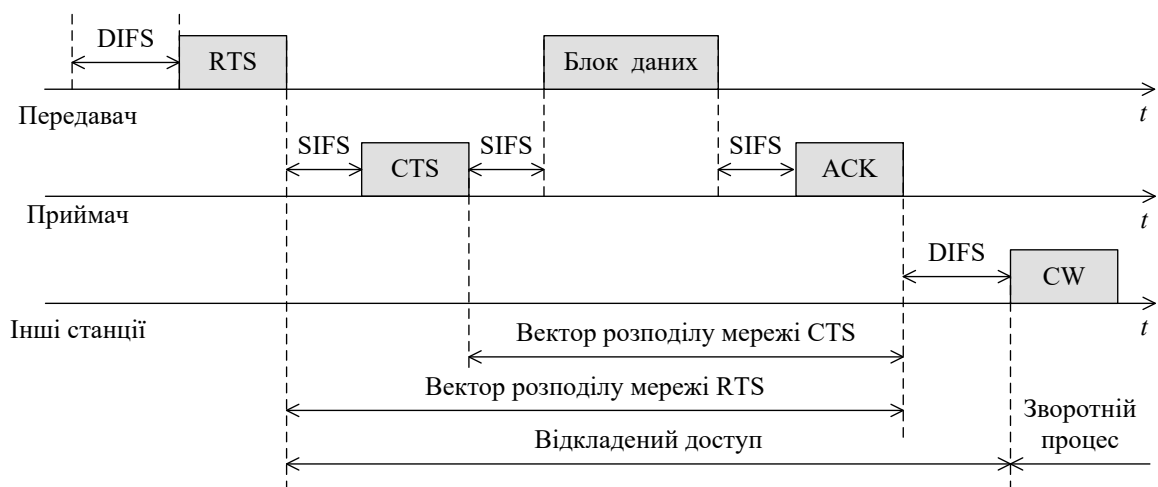 DIFS
RTS
Блок даних
Передавач
t
SIFS
CTS
SIFS
SIFS
ACK
Приймач
t
DIFS
CW
Інші станції
t
Вектор розподілу мережі CTS
Вектор розподілу мережі RTS
Відкладений доступ
Зворотній
процес